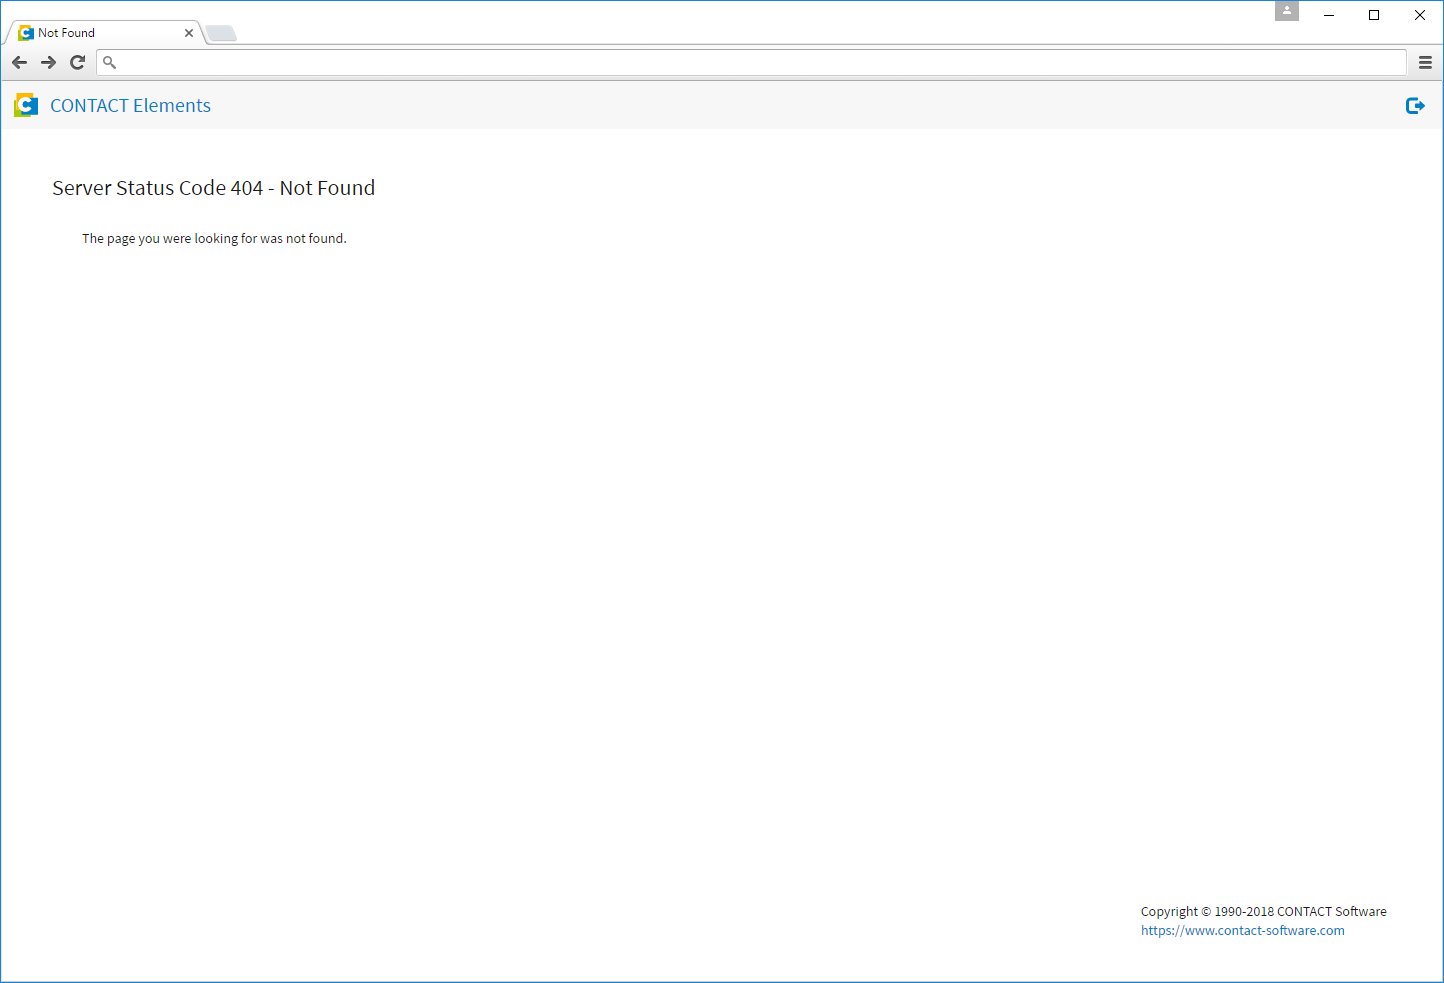 Not Found
CONTACT Elements
Server Status Code 404 - Not Found
The page you were looking for was not found.
Copyright © 1990-2018 CONTACT Software
https://www.contact-software.com